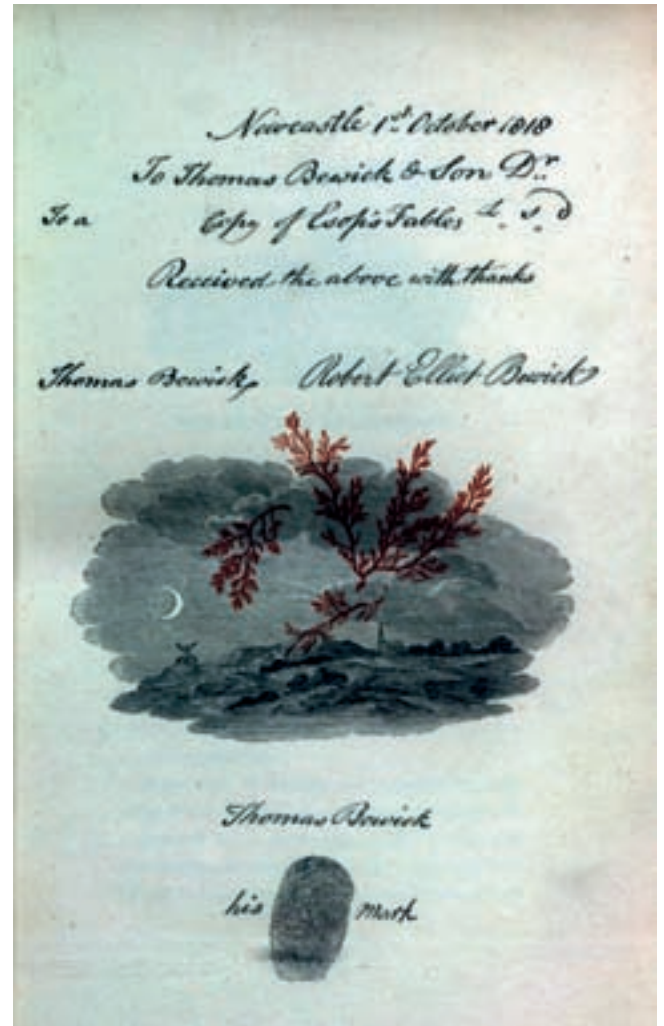 Newcastle 1st. October 1818
To Thomas Bewick & Son Dr.
To a Copy of Esop's Fables £. s. d
Received the above with thanks
Thomas Bewick, Robert Elliot Bewick
Thomas Bewick
his mark